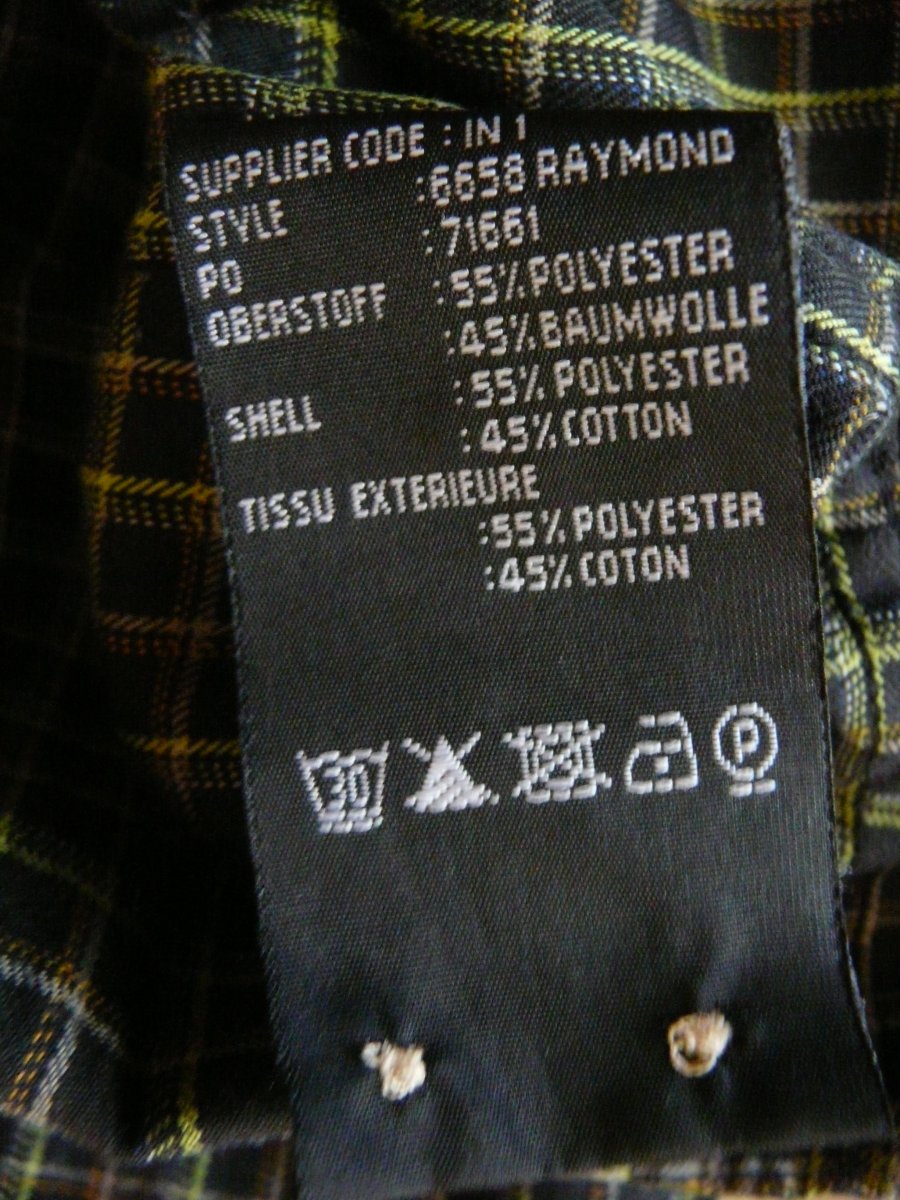 SUPPLIER CODE : IN 1
STYLE :6658 RAYMOND
PO :71661
OBERSTOFF :55% POLYESTER
:45% BAUMWOLLE
SHELL :55% POLYESTER
:45% COTTON
TISSU EXTERIEURE
:55% POLYESTER
:45% COTON
30
P